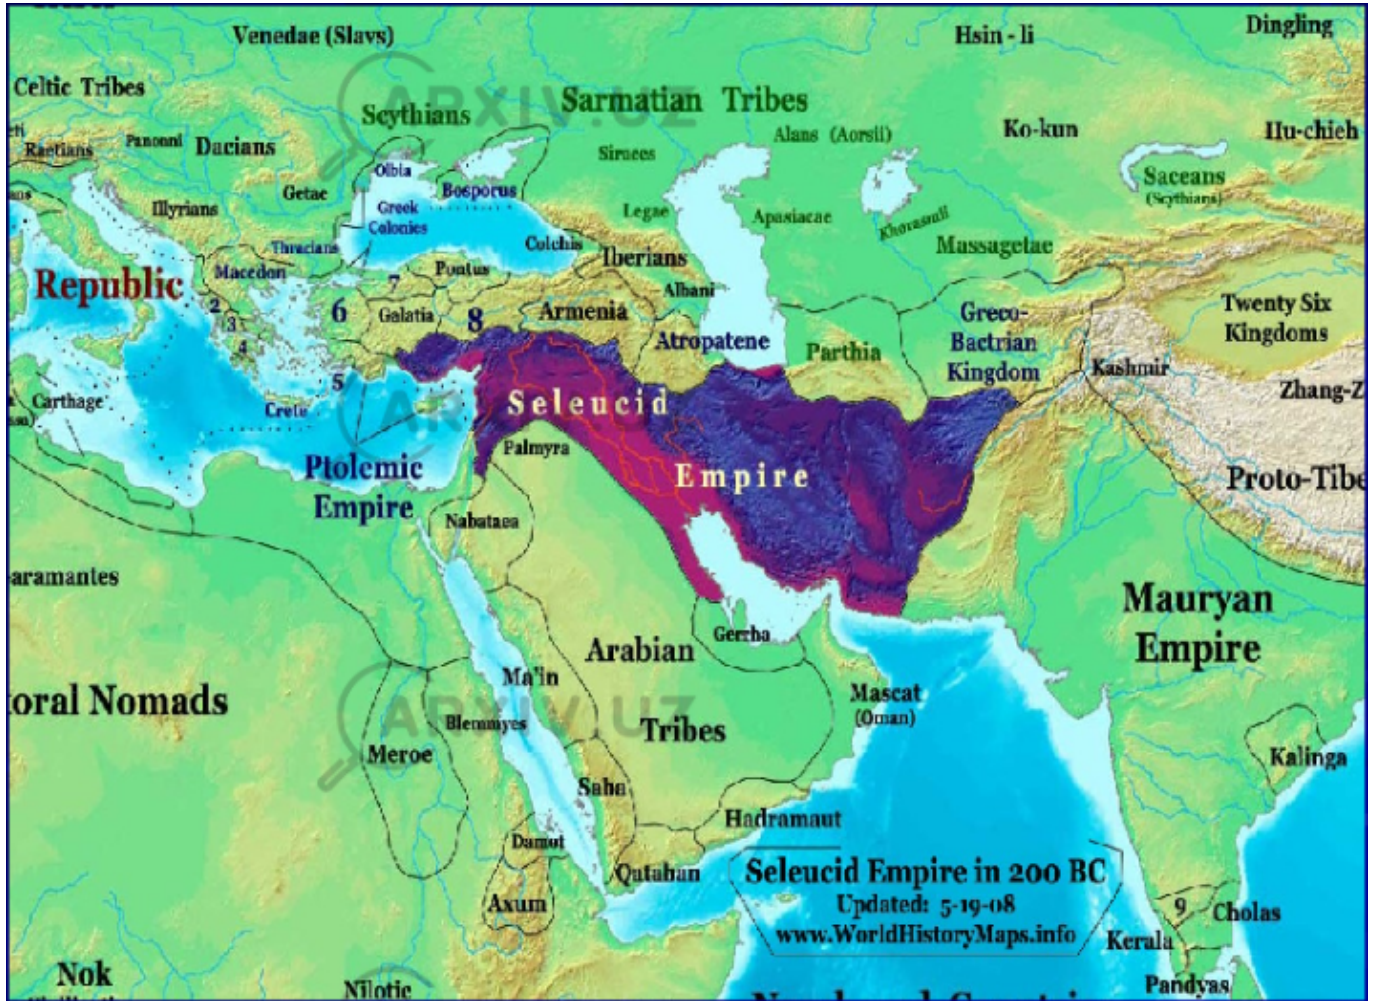 Venedae (Slavs)
Hsin - li
Dingling
Celtic Tribes
Scythians
Sarmatian Tribes
ARXIV.UZ
Raetians
Panonni
Dacians
Alans (Aorsii)
Ko-kun
Hu-chieh
Siraces
Olbia
Bosporus
Saceans
(Scythians)
Getae
Illyrians
Greek
Colonies
Legae
Apasiacae
Massagetae
Thracians
Colchis
Iberians
Macedon
Pontus
Republic
Albani
7
2
3
4
6
Galatia
8
Armenia
Atropatene
Parthia
Greco-
Bactrian
Kingdom
Twenty Six
Kingdoms
Kashmir
Zhang-Z
5
Carthage
Crete
Seleucid
Empire
Palmyra
Ptolemic
Empire
Proto-Tibe
Nabataea
aramantes
Mauryan
Empire
Gerrha
Arabian
Tribes
Ma'in
Mascat
(Oman)
ARXIV.UZ
toral Nomads
Blemmyes
Meroe
Kalinga
Saba
Hadramaut
Damot
Qutahan
Axum
Seleucid Empire in 200 BC
Updated: 5-19-08
www.WorldHistoryMaps.info
9
Cholas
Kerala
Pandyas
Nok
Nilotic